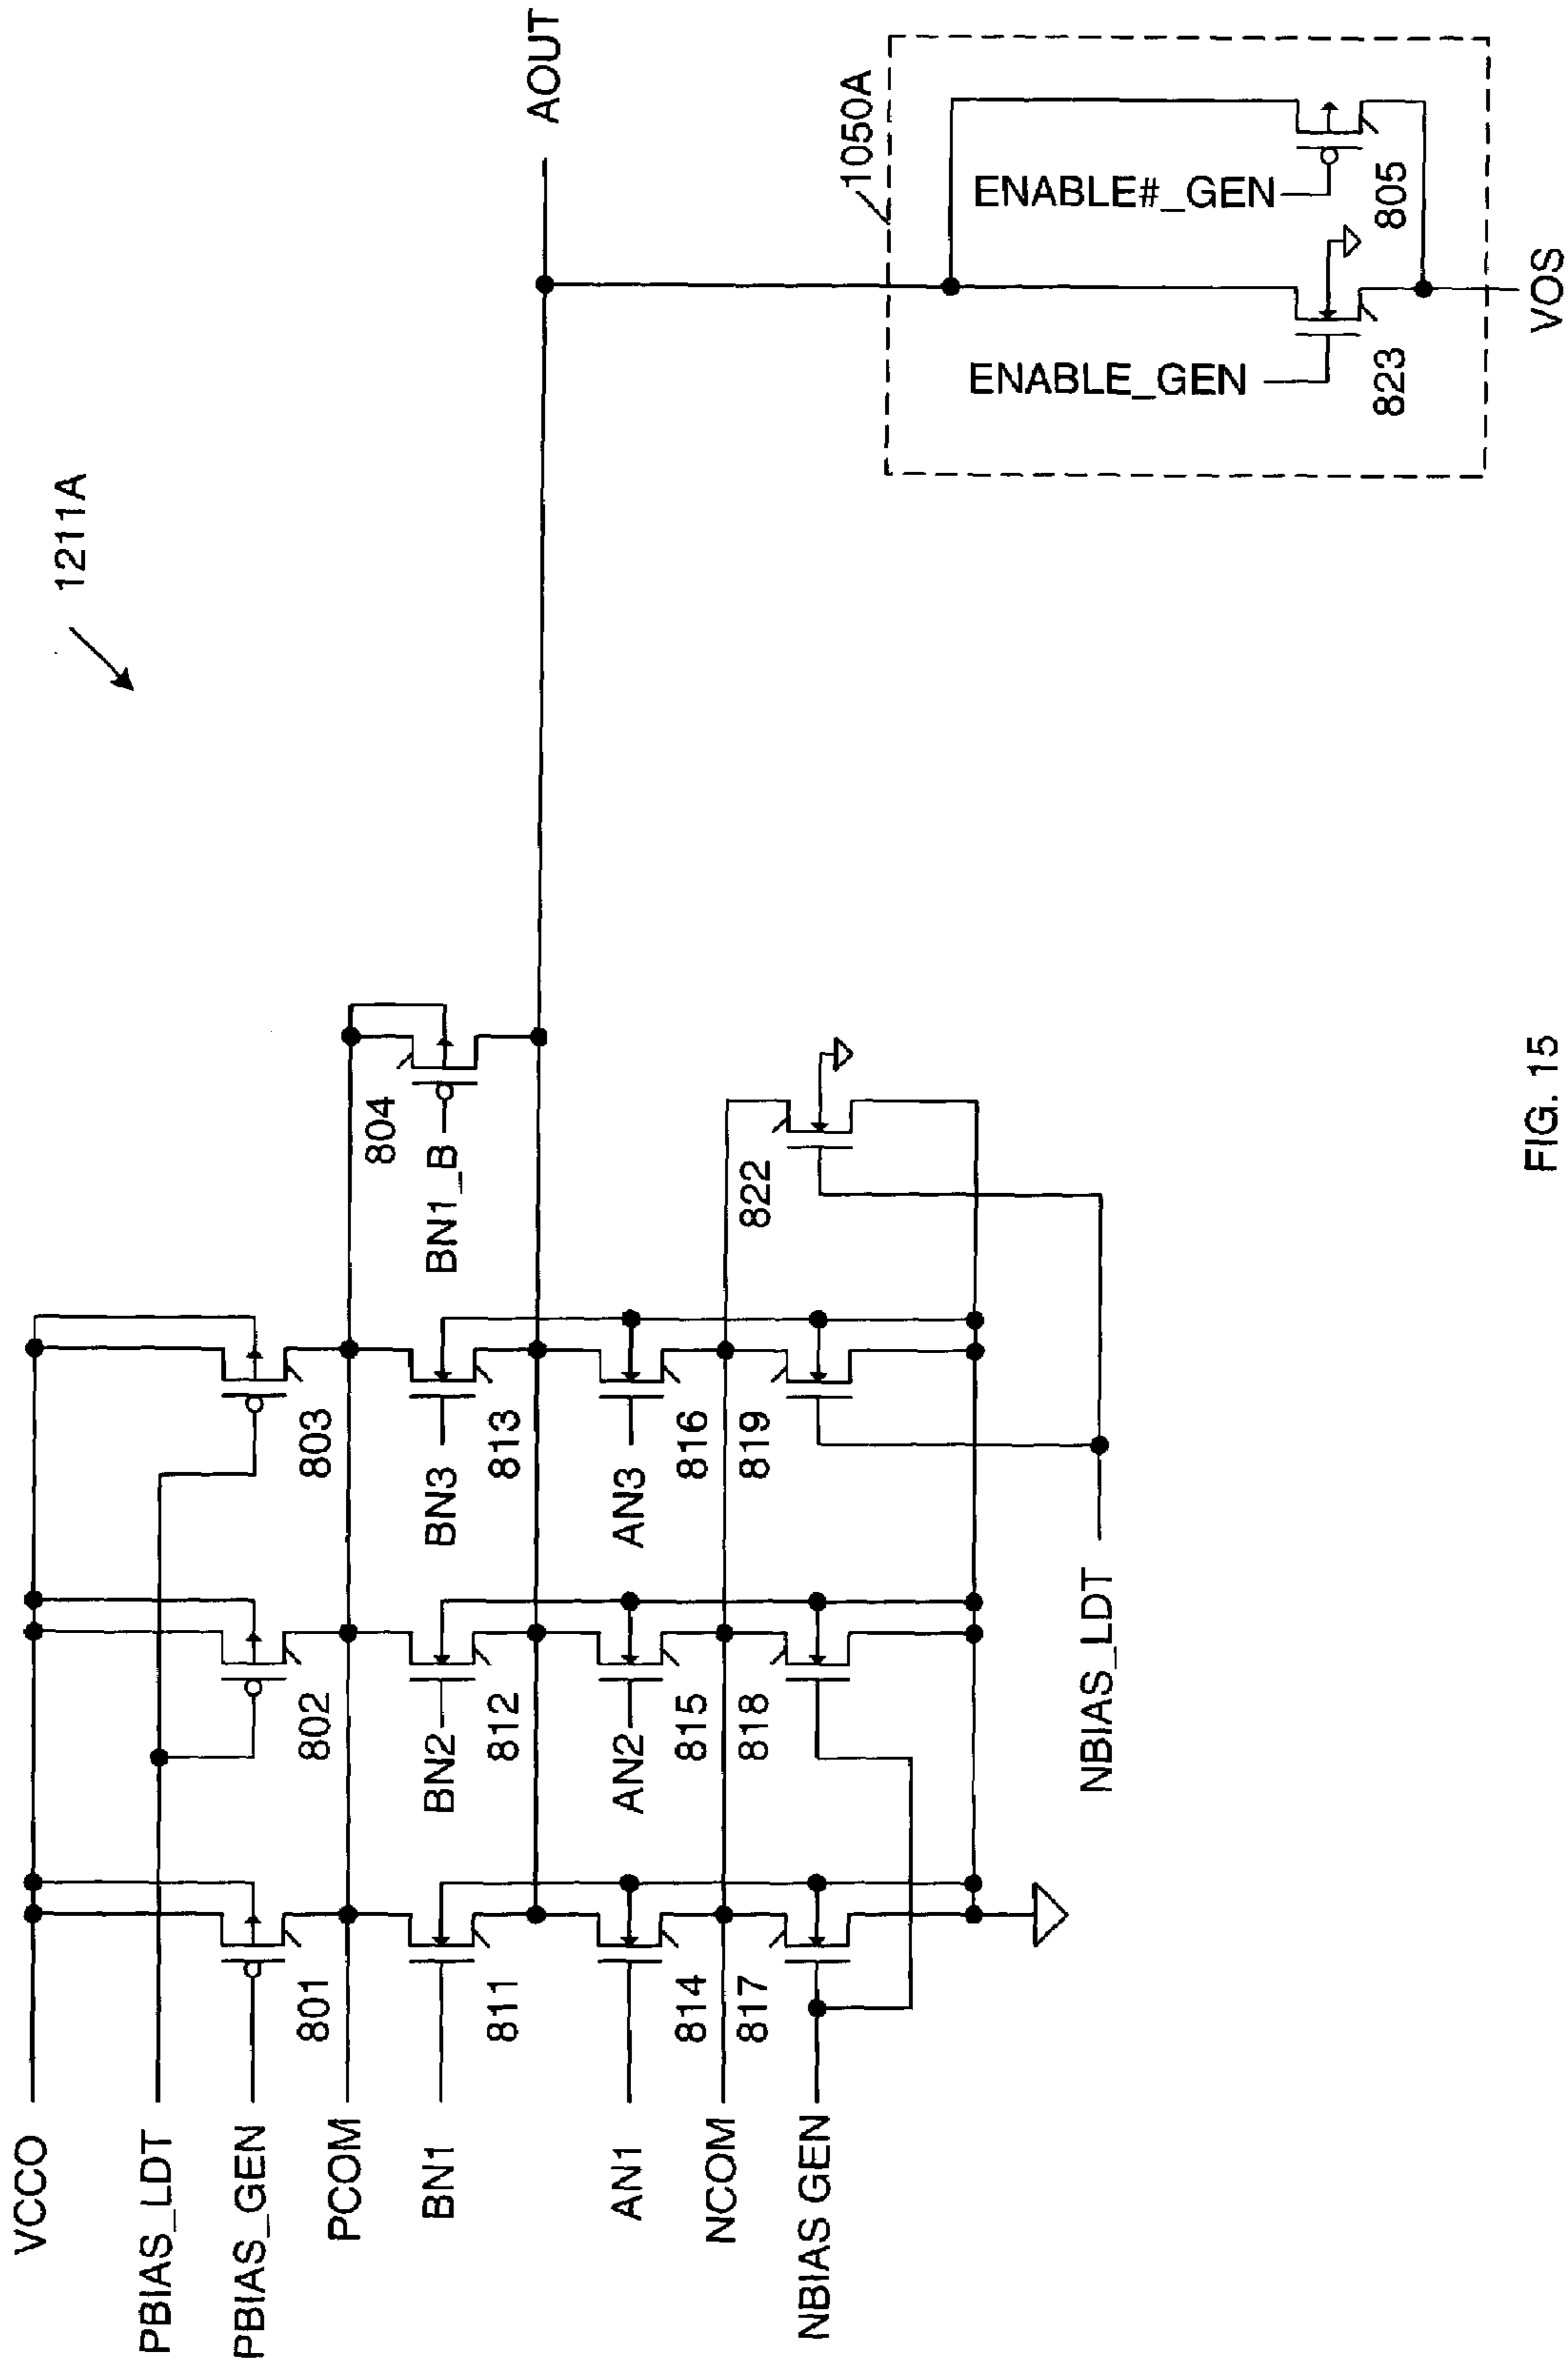 1211A
VCCO
PBIAS_LDT
PBIAS_GEN
801
802
803
PCOM
804
BN1
BN2
BN3
BN1_B
811
812
813
AOUT
AN1
AN2
AN3
814
815
816
NCOM
817
818
819
822
NBIAS GEN
NBIAS_LDT
1050A
ENABLE_GEN
ENABLE#_GEN
823
805
VOS
FIG. 15